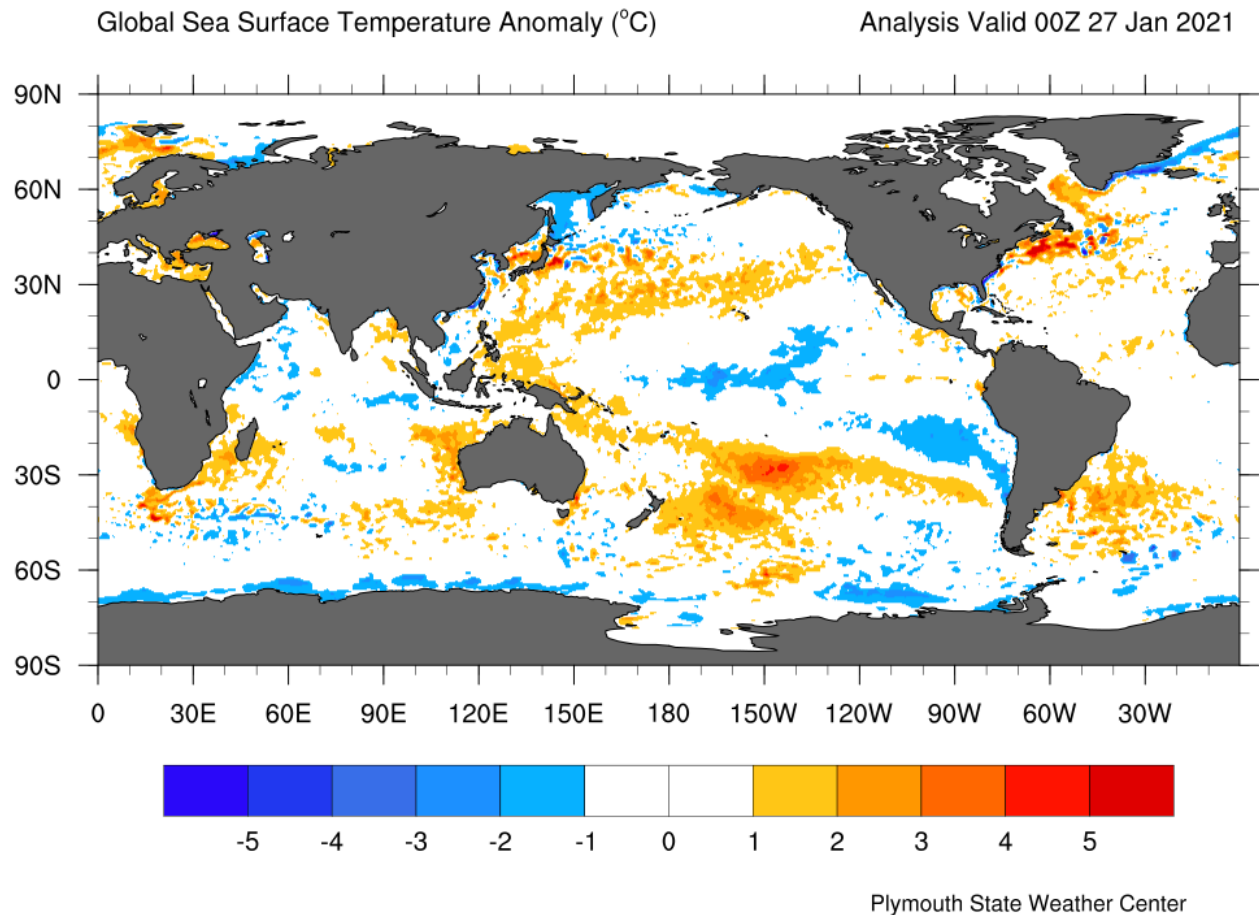 Global Sea Surface Temperature Anomaly (°C)
Analysis Valid 00Z 27 Jan 2021
90N
60N
30N
0
30S
60S
90S
0 30E 60E 90E 120E 150E 180 150W 120W 90W 60W 30W
-5 -4 -3 -2 -1 0 1 2 3 4 5
Plymouth State Weather Center